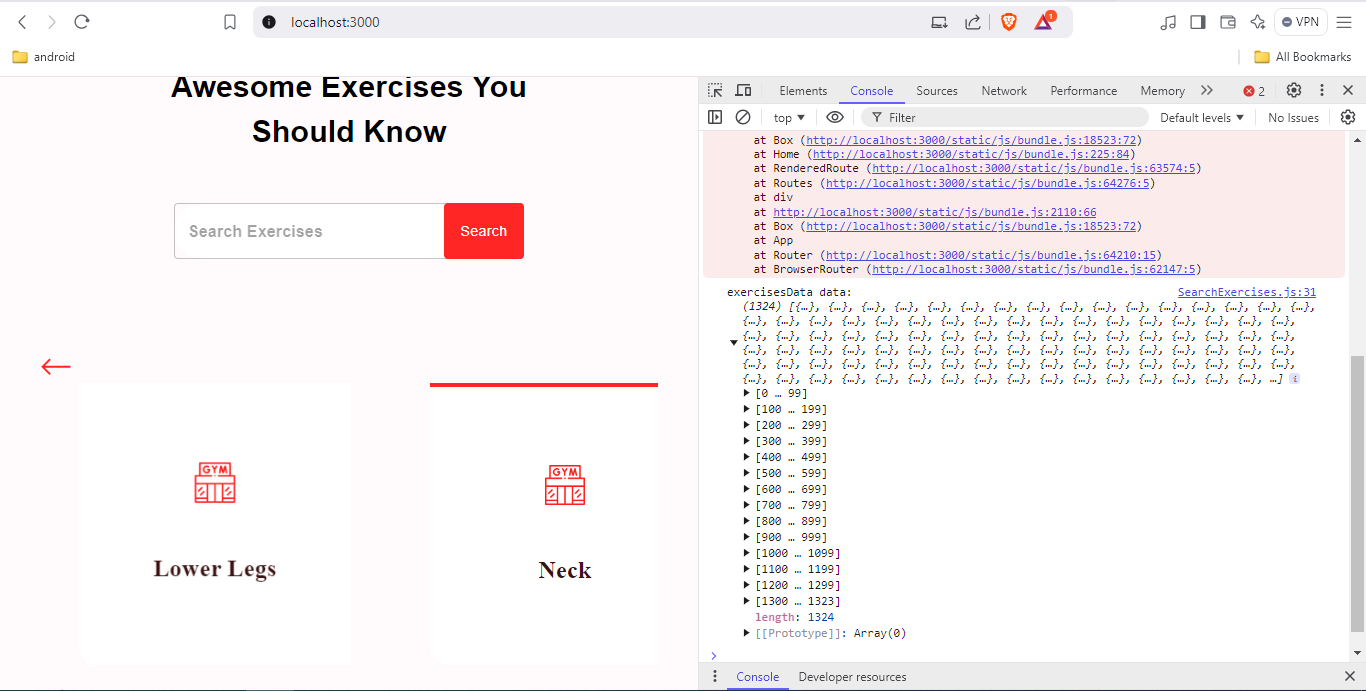 localhost:3000
1
VPN
android
All Bookmarks
Awesome Exercises You
Should Know
Search Exercises
Search
GYM
Lower Legs
GYM
Neck
Elements Console Sources Network Performance Memory 2
top Filter Default levels No Issues
at Box (http://localhost:3000/static/js/bundle.js:18523:72)
at Home (http://localhost:3000/static/js/bundle.js:225:84)
at RenderedRoute (http://localhost:3000/static/js/bundle.js:63574:5)
at Routes (http://localhost:3000/static/js/bundle.js:64276:5)
at div
at http://localhost:3000/static/js/bundle.js:2110:66
at Box (http://localhost:3000/static/js/bundle.js:18523:72)
at App
at Router (http://localhost:3000/static/js/bundle.js:64210:15)
at BrowserRouter (http://localhost:3000/static/js/bundle.js:62147:5)
exercisesData data: SearchExercises.js:31
(1324) [{…}, {…}, {…}, {…}, {…}, {…}, {…}, {…}, {…}, {…}, {…}, {…}, {…}, {…}, {…}, {…},
{…}, {…}, {…}, {…}, {…}, {…}, {…}, {…}, {…}, {…}, {…}, {…}, {…}, {…}, {…}, {…}, {…},
{…}, {…}, {…}, {…}, {…}, {…}, {…}, {…}, {…}, {…}, {…}, {…}, {…}, {…}, {…}, {…}, {…},
{…}, {…}, {…}, {…}, {…}, {…}, {…}, {…}, {…}, {…}, {…}, {…}, {…}, {…}, {…}, {…}, {…},
{…}, {…}, {…}, {…}, {…}, {…}, {…}, {…}, {…}, {…}, {…}, {…}, {…}, {…}, {…}, {…}, {…},
{…}, {…}, {…}, {…}, {…}, {…}, {…}, {…}, {…}, {…}, {…}, {…}, {…}, {…}, {…}, {…}, …] i
[0 … 99]
[100 … 199]
[200 … 299]
[300 … 399]
[400 … 499]
[500 … 599]
[600 … 699]
[700 … 799]
[800 … 899]
[900 … 999]
[1000 … 1099]
[1100 … 1199]
[1200 … 1299]
[1300 … 1323]
length: 1324
[[Prototype]]: Array(0)
Console Developer resources